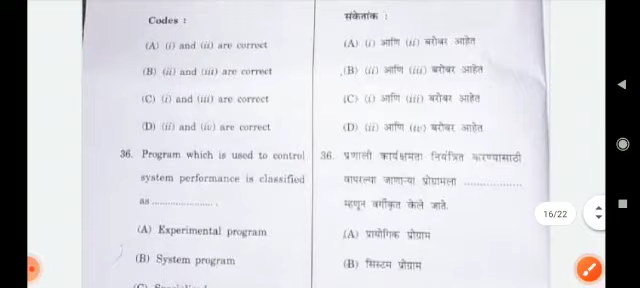 Codes :
(A) (i) and (ii) are correct
(B) (ii) and (iii) are correct
(C) (i) and (iii) are correct
(D) (ii) and (iv) are correct
36. Program which is used to control
system performance is classified
as .................... .
(A) Experimental program
(B) System program
संकेतांक :
(A) (i) आणि (ii) बरोबर आहेत
(B) (ii) आणि (iii) बरोबर आहेत
(C) (i) आणि (iii) बरोबर आहेत
(D) (ii) आणि (iv) बरोबर आहेत
36. प्रणाली कार्यक्षमता नियंत्रित करण्यासाठी
वापरल्या जाणाऱ्या प्रोग्रामला ..................
म्हणून वर्गीकृत केले जाते.
(A) प्रायोगिक प्रोग्राम
(B) सिस्टम प्रोग्राम
16/22